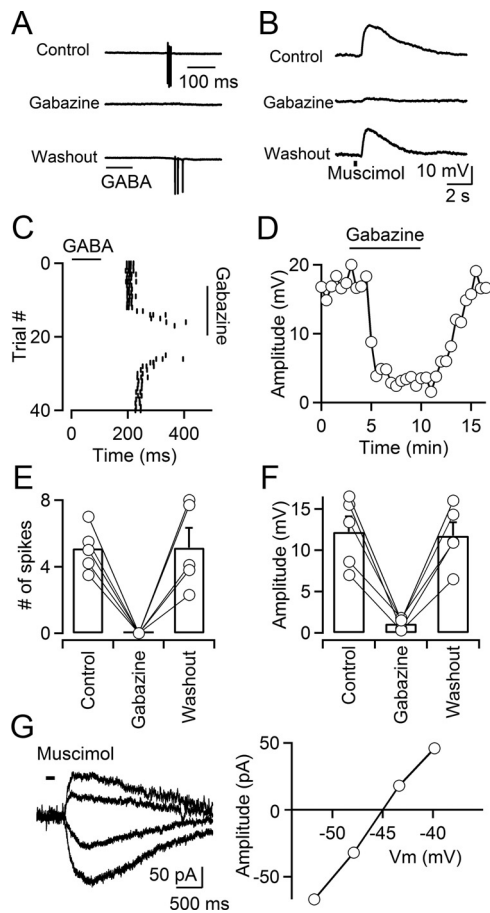 A
Control
100 ms
Gabazine
Washout
GABA
B
Control
Gabazine
Washout
Muscimol
10 mV
2 s
C
GABA
0
20
40
Trial #
Gabazine
0 200 400
Time (ms)
D
Gabazine
20
10
0
Amplitude (mV)
0 5 10 15
Time (min)
E
8
4
0
# of spikes
Control
Gabazine
Washout
F
15
10
5
0
Amplitude (mV)
Control
Gabazine
Washout
G
Muscimol
50 pA
500 ms
50
0
-50
Amplitude (pA)
-50 -45 -40
Vm (mV)